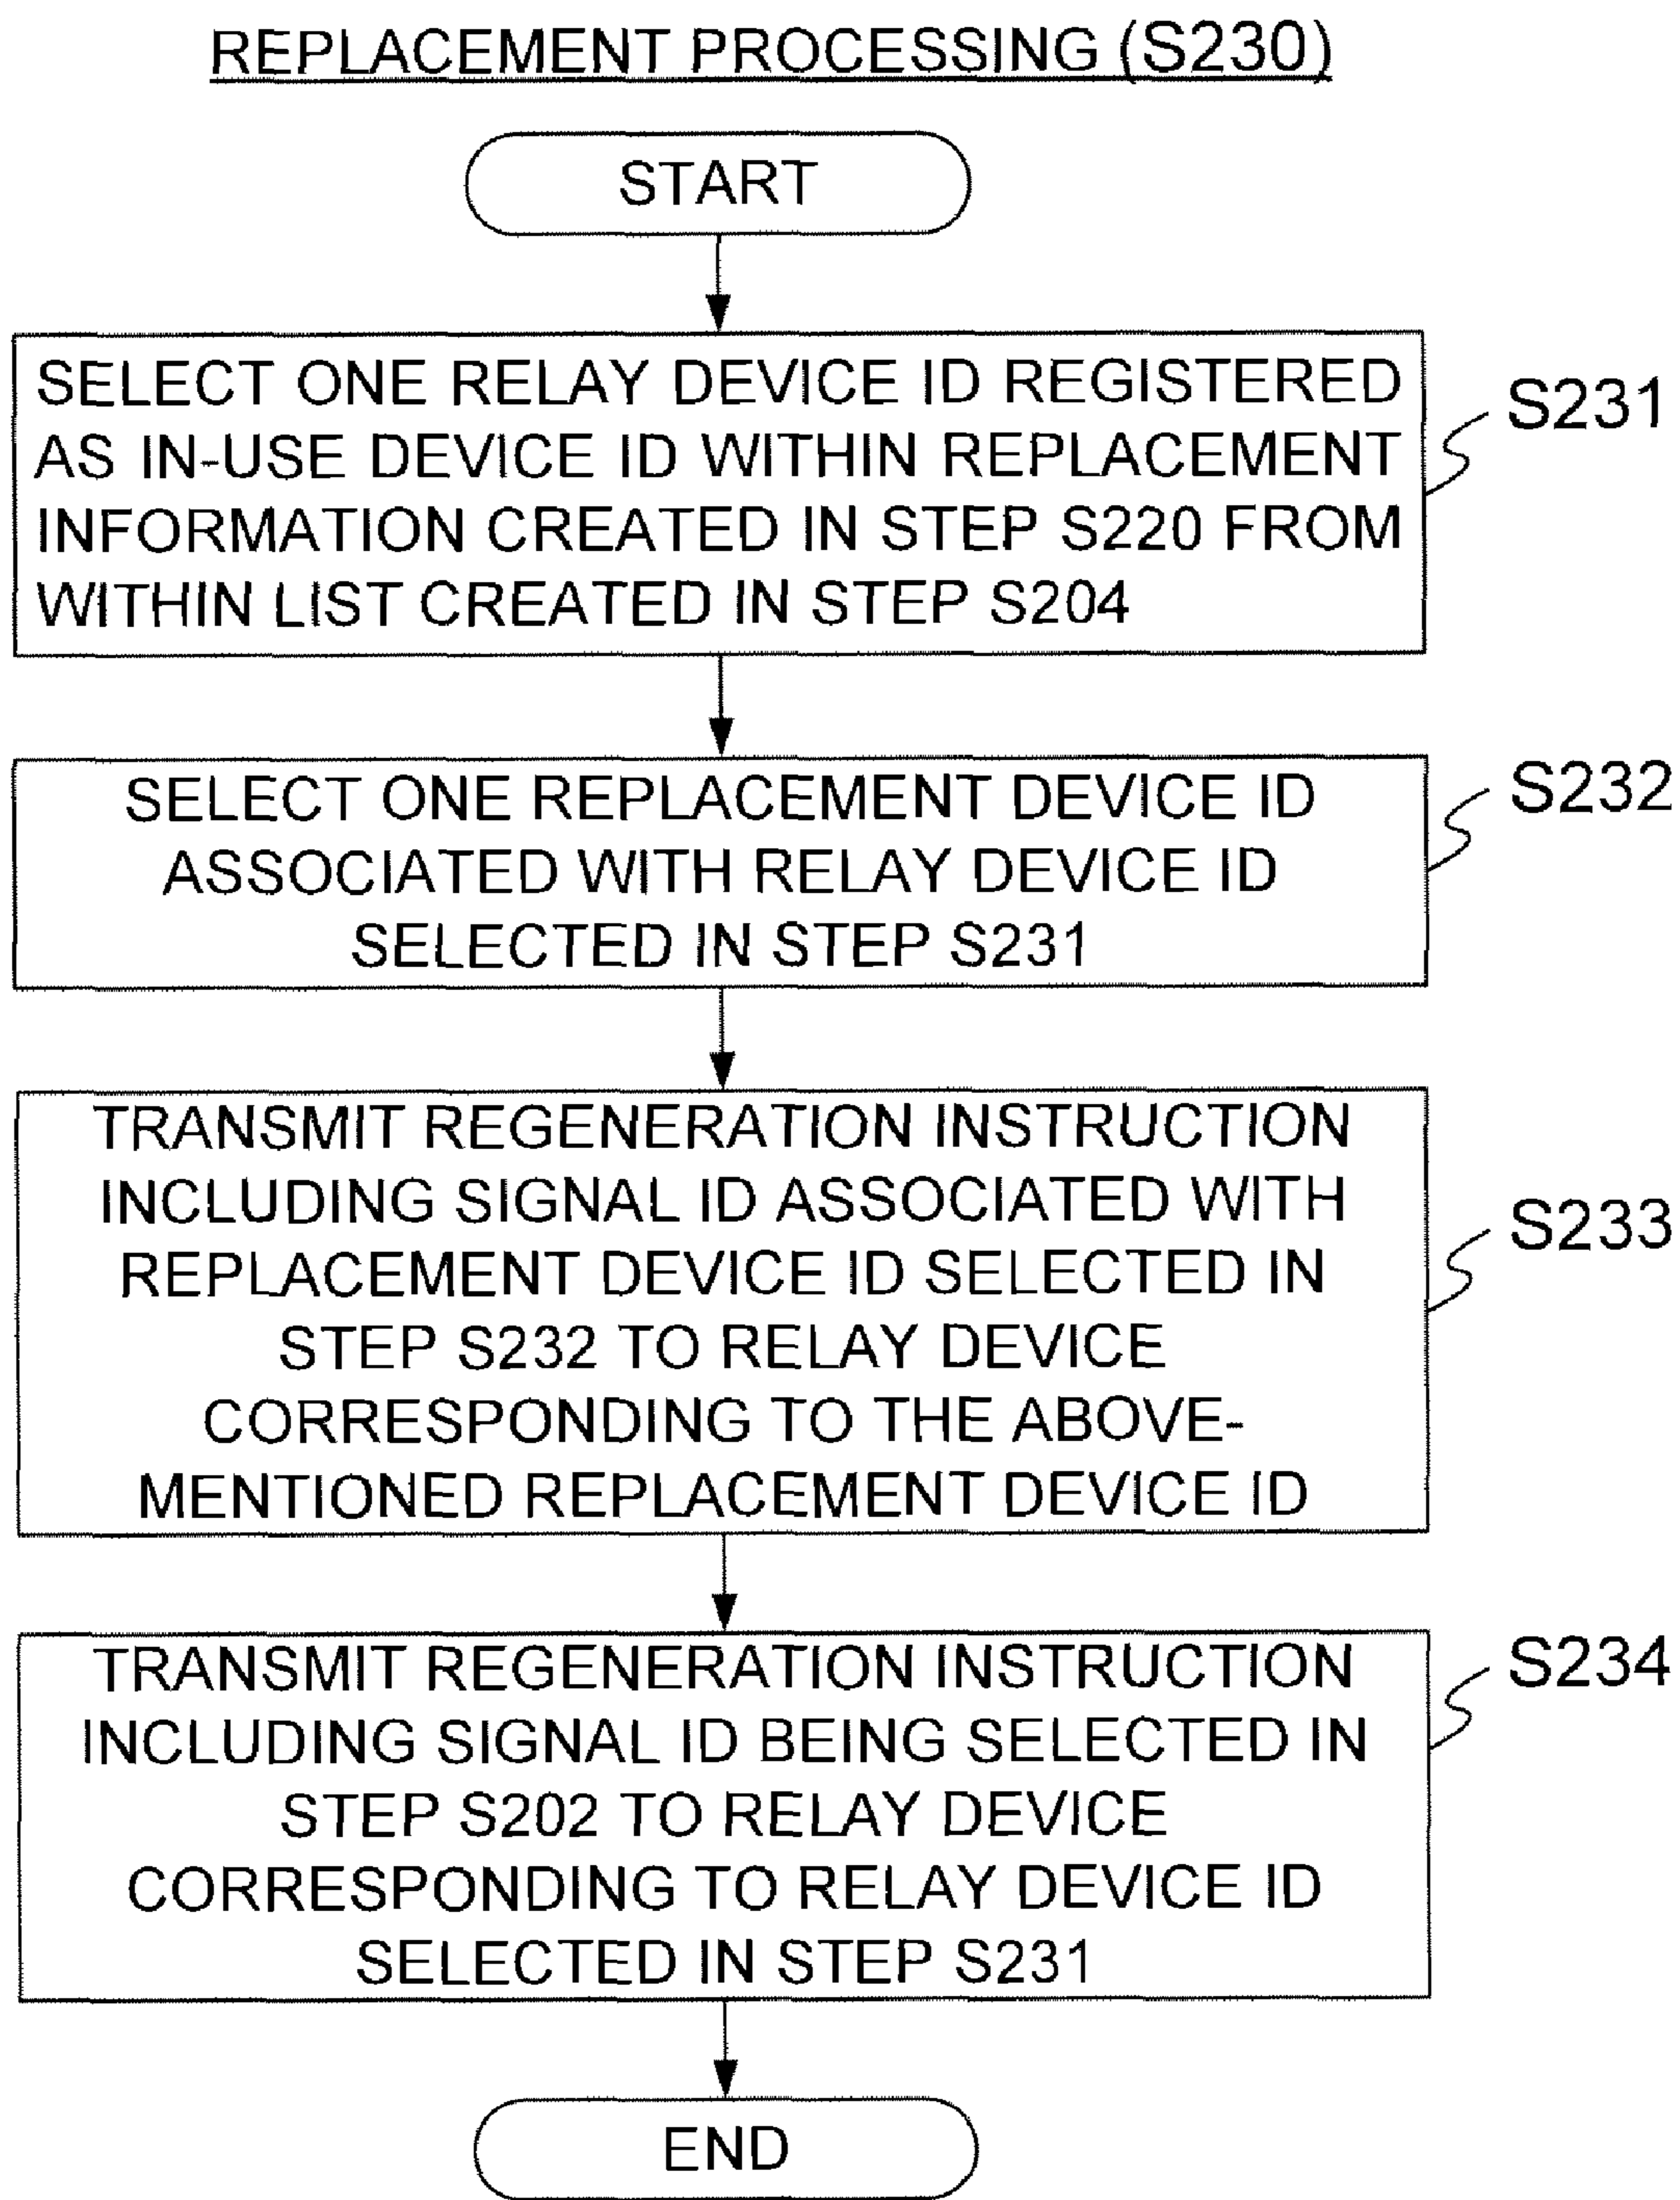 REPLACEMENT PROCESSING (S230)
START
SELECT ONE RELAY DEVICE ID REGISTERED
AS IN-USE DEVICE ID WITHIN REPLACEMENT
INFORMATION CREATED IN STEP S220 FROM
WITHIN LIST CREATED IN STEP S204
S231
SELECT ONE REPLACEMENT DEVICE ID
ASSOCIATED WITH RELAY DEVICE ID
SELECTED IN STEP S231
S232
TRANSMIT REGENERATION INSTRUCTION
INCLUDING SIGNAL ID ASSOCIATED WITH
REPLACEMENT DEVICE ID SELECTED IN
STEP S232 TO RELAY DEVICE
CORRESPONDING TO THE ABOVE-
MENTIONED REPLACEMENT DEVICE ID
S233
TRANSMIT REGENERATION INSTRUCTION
INCLUDING SIGNAL ID BEING SELECTED IN
STEP S202 TO RELAY DEVICE
CORRESPONDING TO RELAY DEVICE ID
SELECTED IN STEP S231
S234
END